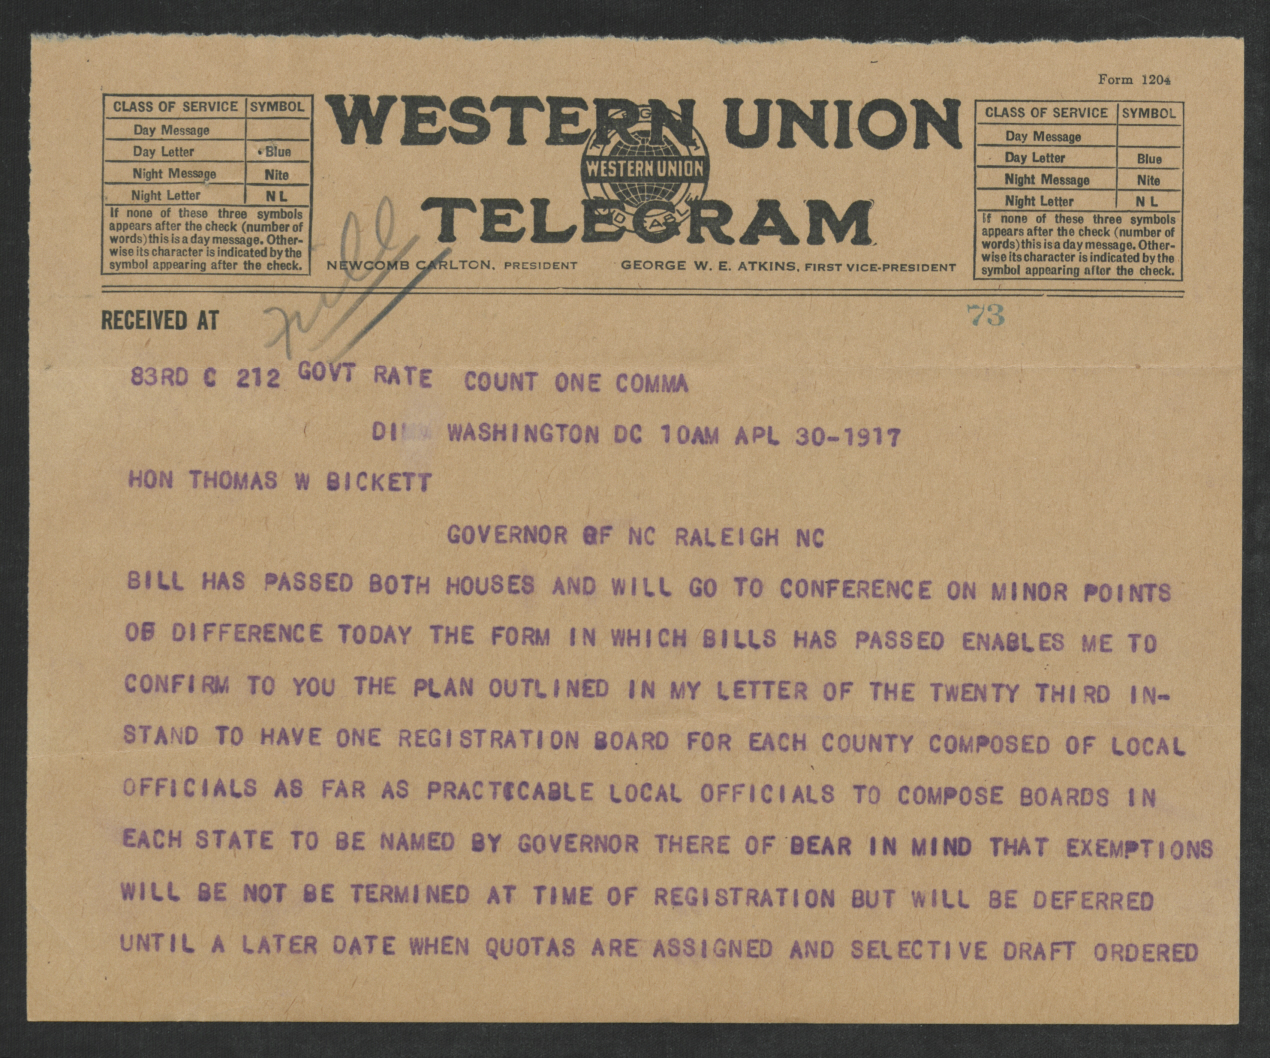 Form 1204
CLASS OF SERVICE SYMBOL
Day Message
Day Letter Blue
Night Message Nite
Night Letter N L
If none of these three symbols
appears after the check (number of
words) this is a day message. Other-
wise its character is indicated by the
symbol appearing after the check.
WESTERN UNION
WESTERN UNION
TELEGRAM
NEWCOMB CARLTON, PRESIDENT GEORGE W. E. ATKINS, FIRST VICE-PRESIDENT
CLASS OF SERVICE SYMBOL
Day Message
Day Letter Blue
Night Message Nite
Night Letter N L
If none of these three symbols
appears after the check (number of
words) this is a day message. Other-
wise its character is indicated by the
symbol appearing after the check.
RECEIVED AT
73
83RD C 212 GOVT RATE COUNT ONE COMMA
WASHINGTON DC 10AM APL 30-1917
HON THOMAS W BICKETT
GOVERNOR OF NC RALEIGH NC
BILL HAS PASSED BOTH HOUSES AND WILL GO TO CONFERENCE ON MINOR POINTS
OB DIFFERENCE TODAY THE FORM IN WHICH BILLS HAS PASSED ENABLES ME TO
CONFIRM TO YOU THE PLAN OUTLINED IN MY LETTER OF THE TWENTY THIRD IN-
STAND TO HAVE ONE REGISTRATION BOARD FOR EACH COUNTY COMPOSED OF LOCAL
OFFICIALS AS FAR AS PRACTICCABLE LOCAL OFFICIALS TO COMPOSE BOARDS IN
EACH STATE TO BE NAMED BY GOVERNOR THERE OF BEAR IN MIND THAT EXEMPTIONS
WILL BE NOT BE TERMINED AT TIME OF REGISTRATION BUT WILL BE DEFERRED
UNTIL A LATER DATE WHEN QUOTAS ARE ASSIGNED AND SELECTIVE DRAFT ORDERED